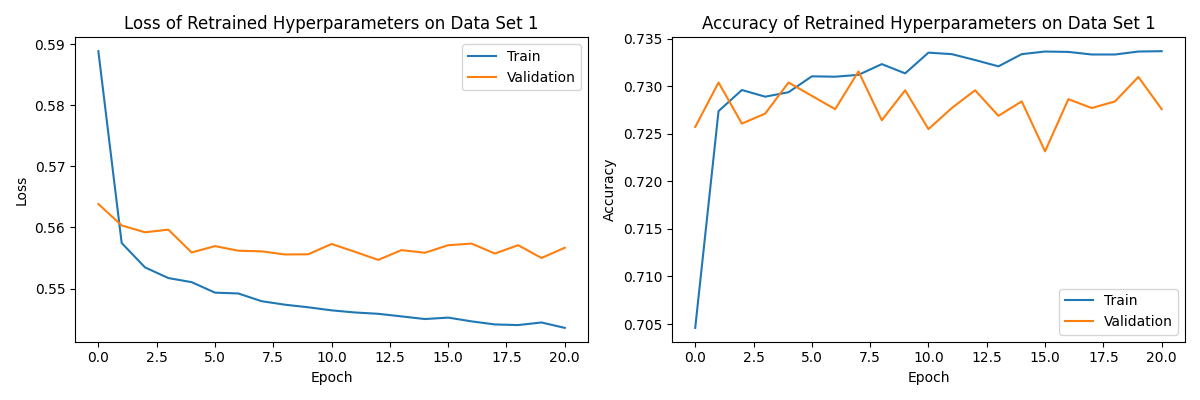 Loss of Retrained Hyperparameters on Data Set 1
0.59
0.58
0.57
0.56
0.55
Loss
Train
Validation
0.0 2.5 5.0 7.5 10.0 12.5 15.0 17.5 20.0
Epoch
Accuracy of Retrained Hyperparameters on Data Set 1
0.735
0.730
0.725
0.720
0.715
0.710
0.705
Accuracy
Train
Validation
0.0 2.5 5.0 7.5 10.0 12.5 15.0 17.5 20.0
Epoch